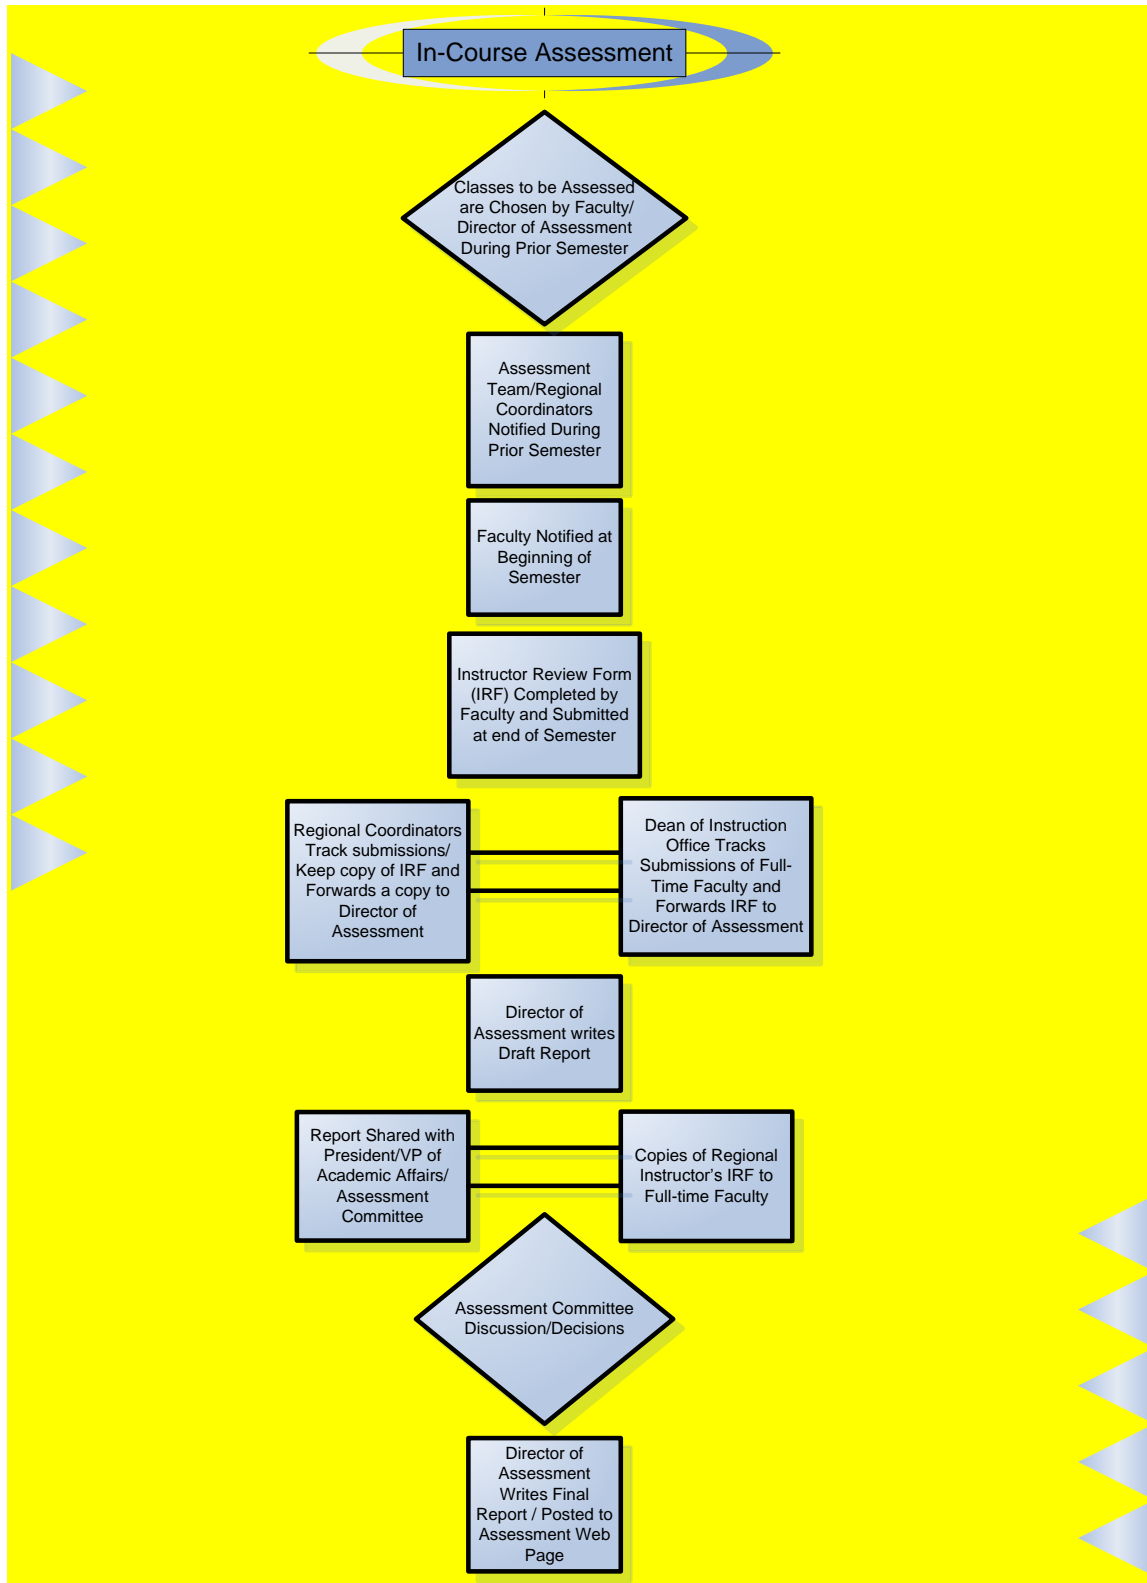 In-Course Assessment
Classes to be Assessed
are Chosen by Faculty/
Director of Assessment
During Prior Semester
Assessment
Team/Regional
Coordinators
Notified During
Prior Semester
Faculty Notified at
Beginning of
Semester
Instructor Review Form
(IRF) Completed by
Faculty and Submitted
at end of Semester
Regional Coordinators
Track submissions/
Keep copy of IRF and
Forwards a copy to
Director of
Assessment
Dean of Instruction
Office Tracks
Submissions of Full-
Time Faculty and
Forwards IRF to
Director of Assessment
Director of
Assessment writes
Draft Report
Report Shared with
President/VP of
Academic Affairs/
Assessment
Committee
Copies of Regional
Instructor’s IRF to
Full-time Faculty
Assessment Committee
Discussion/Decisions
Director of
Assessment
Writes Final
Report / Posted to
Assessment Web
Page